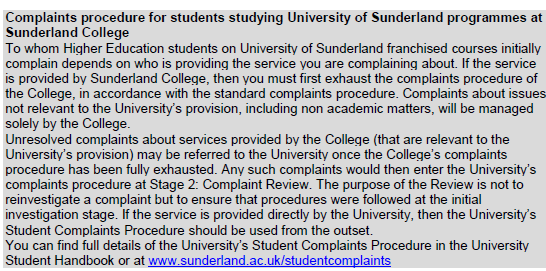 Complaints procedure for students studying University of Sunderland programmes at
Sunderland College
To whom Higher Education students on University of Sunderland franchised courses initially
complain depends on who is providing the service you are complaining about. If the service
is provided by Sunderland College, then you must first exhaust the complaints procedure of
the College, in accordance with the standard complaints procedure. Complaints about issues
not relevant to the University's provision, including non academic matters, will be managed
solely by the College.
Unresolved complaints about services provided by the College (that are relevant to the
University's provision) may be referred to the University once the College's complaints
procedure has been fully exhausted. Any such complaints would then enter the University's
complaints procedure at Stage 2: Complaint Review. The purpose of the Review is not to
reinvestigate a complaint but to ensure that procedures were followed at the initial
investigation stage. If the service is provided directly by the University, then the University's
Student Complaints Procedure should be used from the outset.
You can find full details of the University's Student Complaints Procedure in the University
Student Handbook or at www.sunderland.ac.uk/studentcomplaints